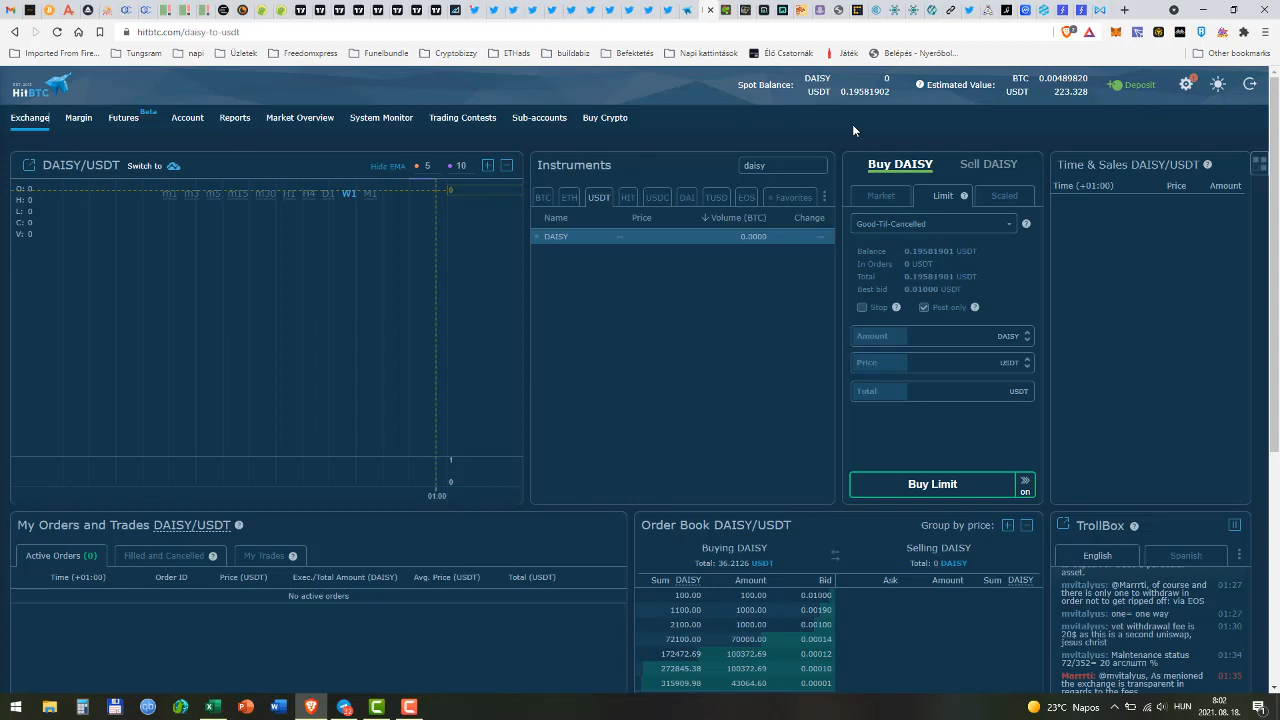 hitbtc.com/daisy-to-usdt
Imported From Fire...
Tungsram
napi
Üzletek
Freedomxpress
Funelbundle
Cryptobizzy
ETHads
buildabiz
Befektetés
Napi kattintások
Élő Csatornák
Játék
Belépés - Nyerőbol...
Other bookmarks
EST. 2013
HitBTC
Spot Balance:
DAISY 0
USDT 0.19581902
Estimated Value:
BTC 0.00489820
USDT 223.328
Deposit
Exchange
Margin
Futures Beta
Account
Reports
Market Overview
System Monitor
Trading Contests
Sub-accounts
Buy Crypto
DAISY/USDT Switch to
Hide EMA 5 10
O: 0
H: 0
L: 0
C: 0
V: 0
m1 m3 m5 m15 m30 H1 H4 D1 W1 M1
0
1
0
01:00
Instruments
daisy
BTC ETH USDT HIT USDC DAI TUSD EOS Favorites
Name Price Volume (BTC) Change
DAISY — 0.0000 —
Buy DAISY Sell DAISY
Market Limit Scaled
Good-Til-Cancelled
Balance 0.19581901 USDT
In Orders 0 USDT
Total 0.19581901 USDT
Best bid 0.01000 USDT
Stop Post only
Amount DAISY
Price USDT
Total USDT
Buy Limit on
Time & Sales DAISY/USDT
Time (+01:00) Price Amount
My Orders and Trades DAISY/USDT
Active Orders (0) Filled and Cancelled My Trades
Time (+01:00) Order ID Price (USDT) Exec./Total Amount (DAISY) Avg. Price (USDT) Total (USDT)
No active orders
Order Book DAISY/USDT
Group by price:
Buying DAISY Selling DAISY
Total: 36.2126 USDT Total: 0 DAISY
Sum DAISY Amount Bid Ask Amount Sum DAISY
100.00 100.00 0.01000
1100.00 1000.00 0.00190
2100.00 1000.00 0.00100
72100.00 70000.00 0.00014
172472.69 100372.69 0.00012
272845.38 100372.69 0.00010
315909.98 43064.60 0.00001
TrollBox
English Spanish
asset.
mvitalyus: @Marrrti, of course and 01:27
there is only one to withdraw in
order not to get ripped off: via EOS
mvitalyus: one= one way 01:27
mvitalyus: vet withdrawal fee is 01:30
20$ as this is a second uniswap,
jesus christ
mvitalyus: Maintenance status 01:34
72/352= 20 аргслштп %
Marrrti: @mvitalyus, As menioned 01:35
the exchange is transparent in
regards to the fees
23°C Napos
HUN
8:02
2021. 08. 18.